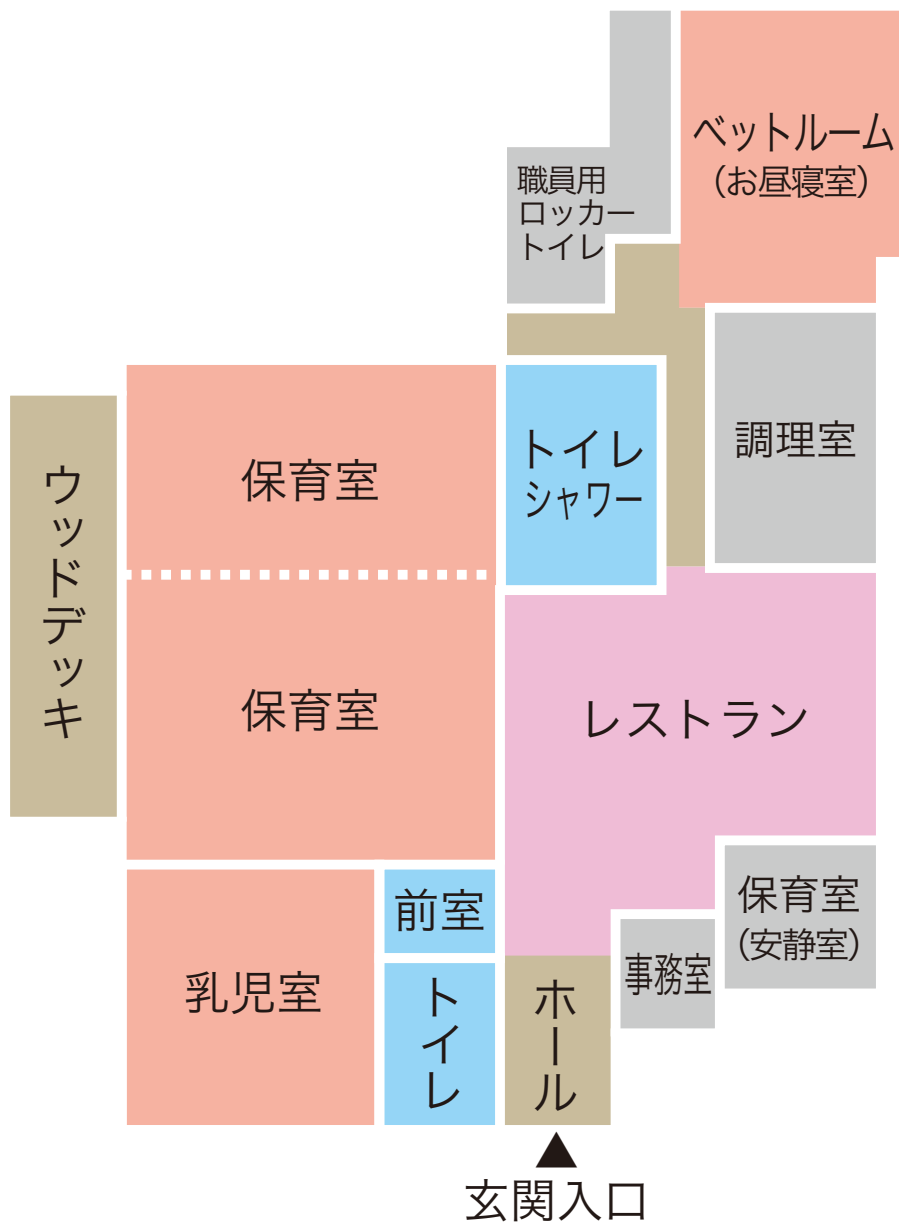 ベットルーム
（お昼寝室）
職員用
ロッカー
トイレ
調理室
トイレ
シャワー
保育室
ウッドデッキ
保育室
レストラン
保育室
（安静室）
前室
事務室
乳児室
トイレ
ホール
玄関入口